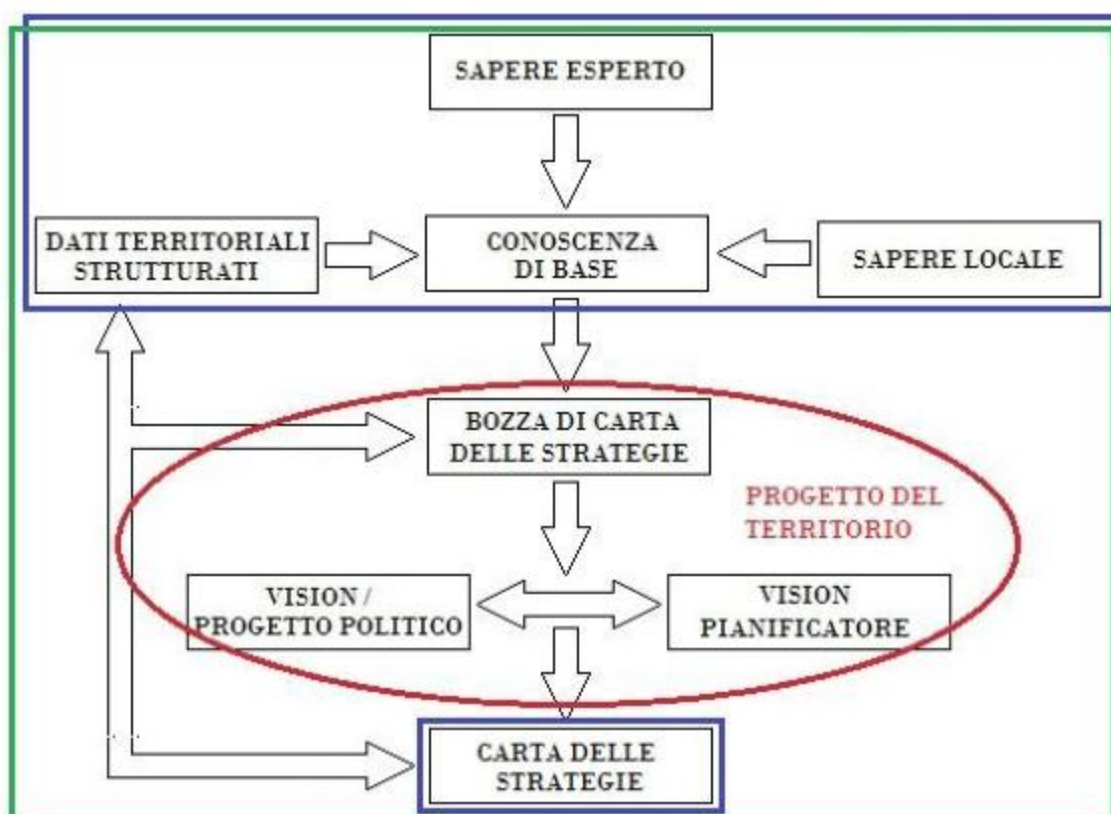 SAPERE ESPERTO
DATI TERRITORIALI
STRUTTURATI
CONOSCENZA
DI BASE
SAPERE LOCALE
BOZZA DI CARTA
DELLE STRATEGIE
PROGETTO DEL
TERRITORIO
VISION /
PROGETTO POLITICO
VISION
PIANIFICATORE
CARTA DELLE
STRATEGIE